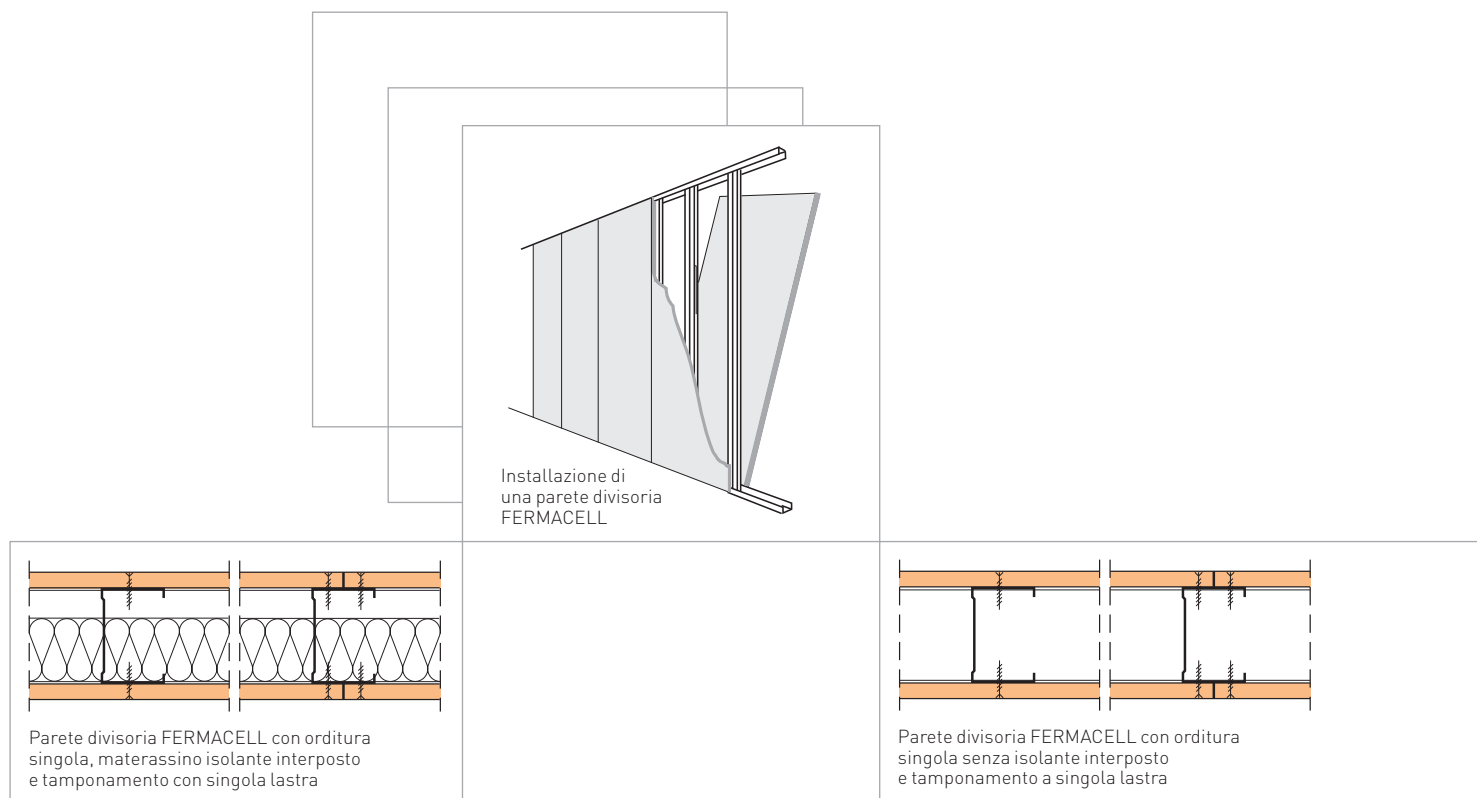 Installazione di
una parete divisoria
FERMACELL
Parete divisoria FERMACELL con orditura
singola, materassino isolante interposto
e tamponamento con singola lastra
Parete divisoria FERMACELL con orditura
singola senza isolante interposto
e tamponamento a singola lastra